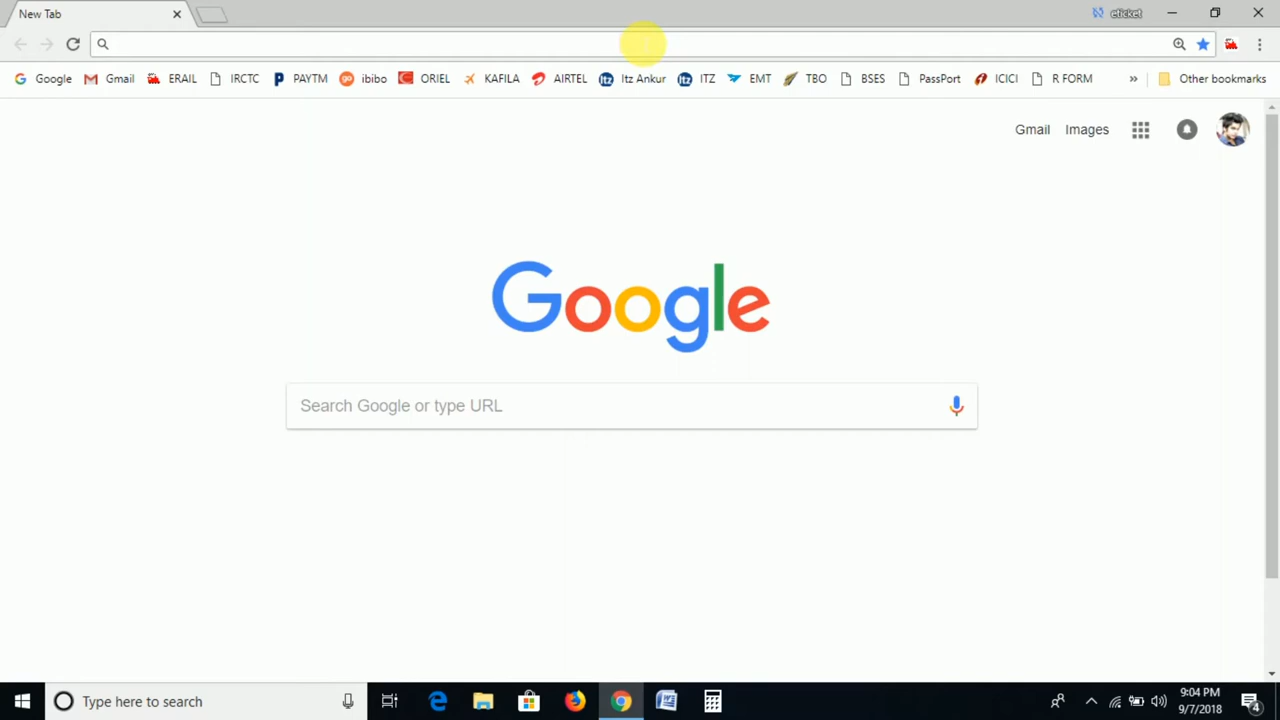 New Tab
eticket
Google Gmail ERAIL IRCTC PAYTM ibibo ORIEL KAFILA AIRTEL Itz Ankur ITZ EMT TBO BSES PassPort ICICI R FORM » Other bookmarks
Gmail Images
Google
Search Google or type URL
Type here to search
9:04 PM
9/7/2018
4